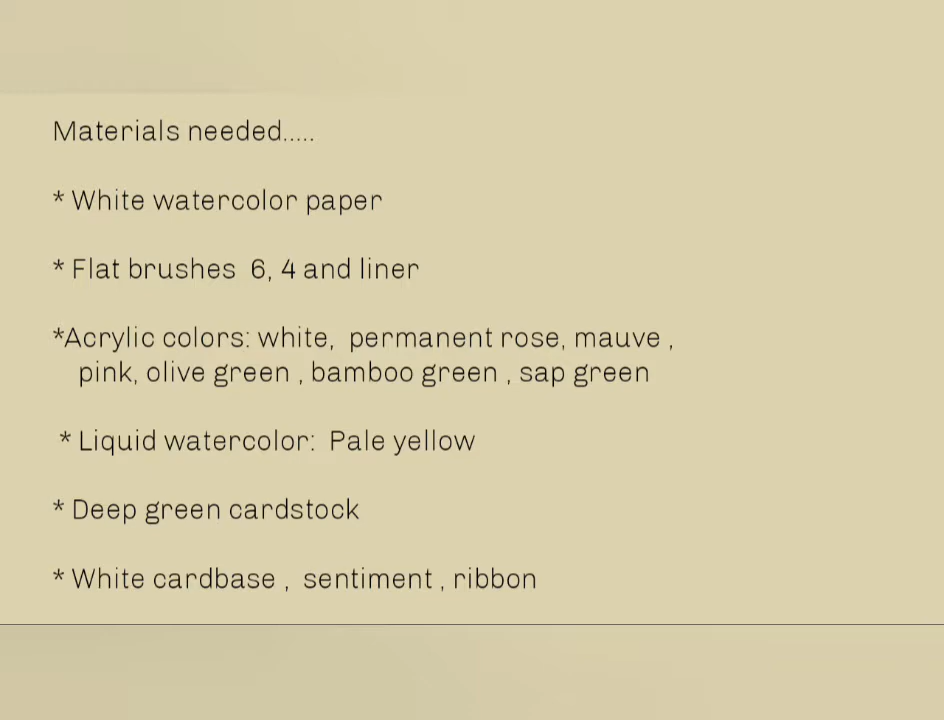 Materials needed.....
* White watercolor paper
* Flat brushes  6, 4 and liner
*Acrylic colors: white,  permanent rose, mauve ,
pink, olive green , bamboo green , sap green
* Liquid watercolor:  Pale yellow
* Deep green cardstock
* White cardbase ,  sentiment , ribbon